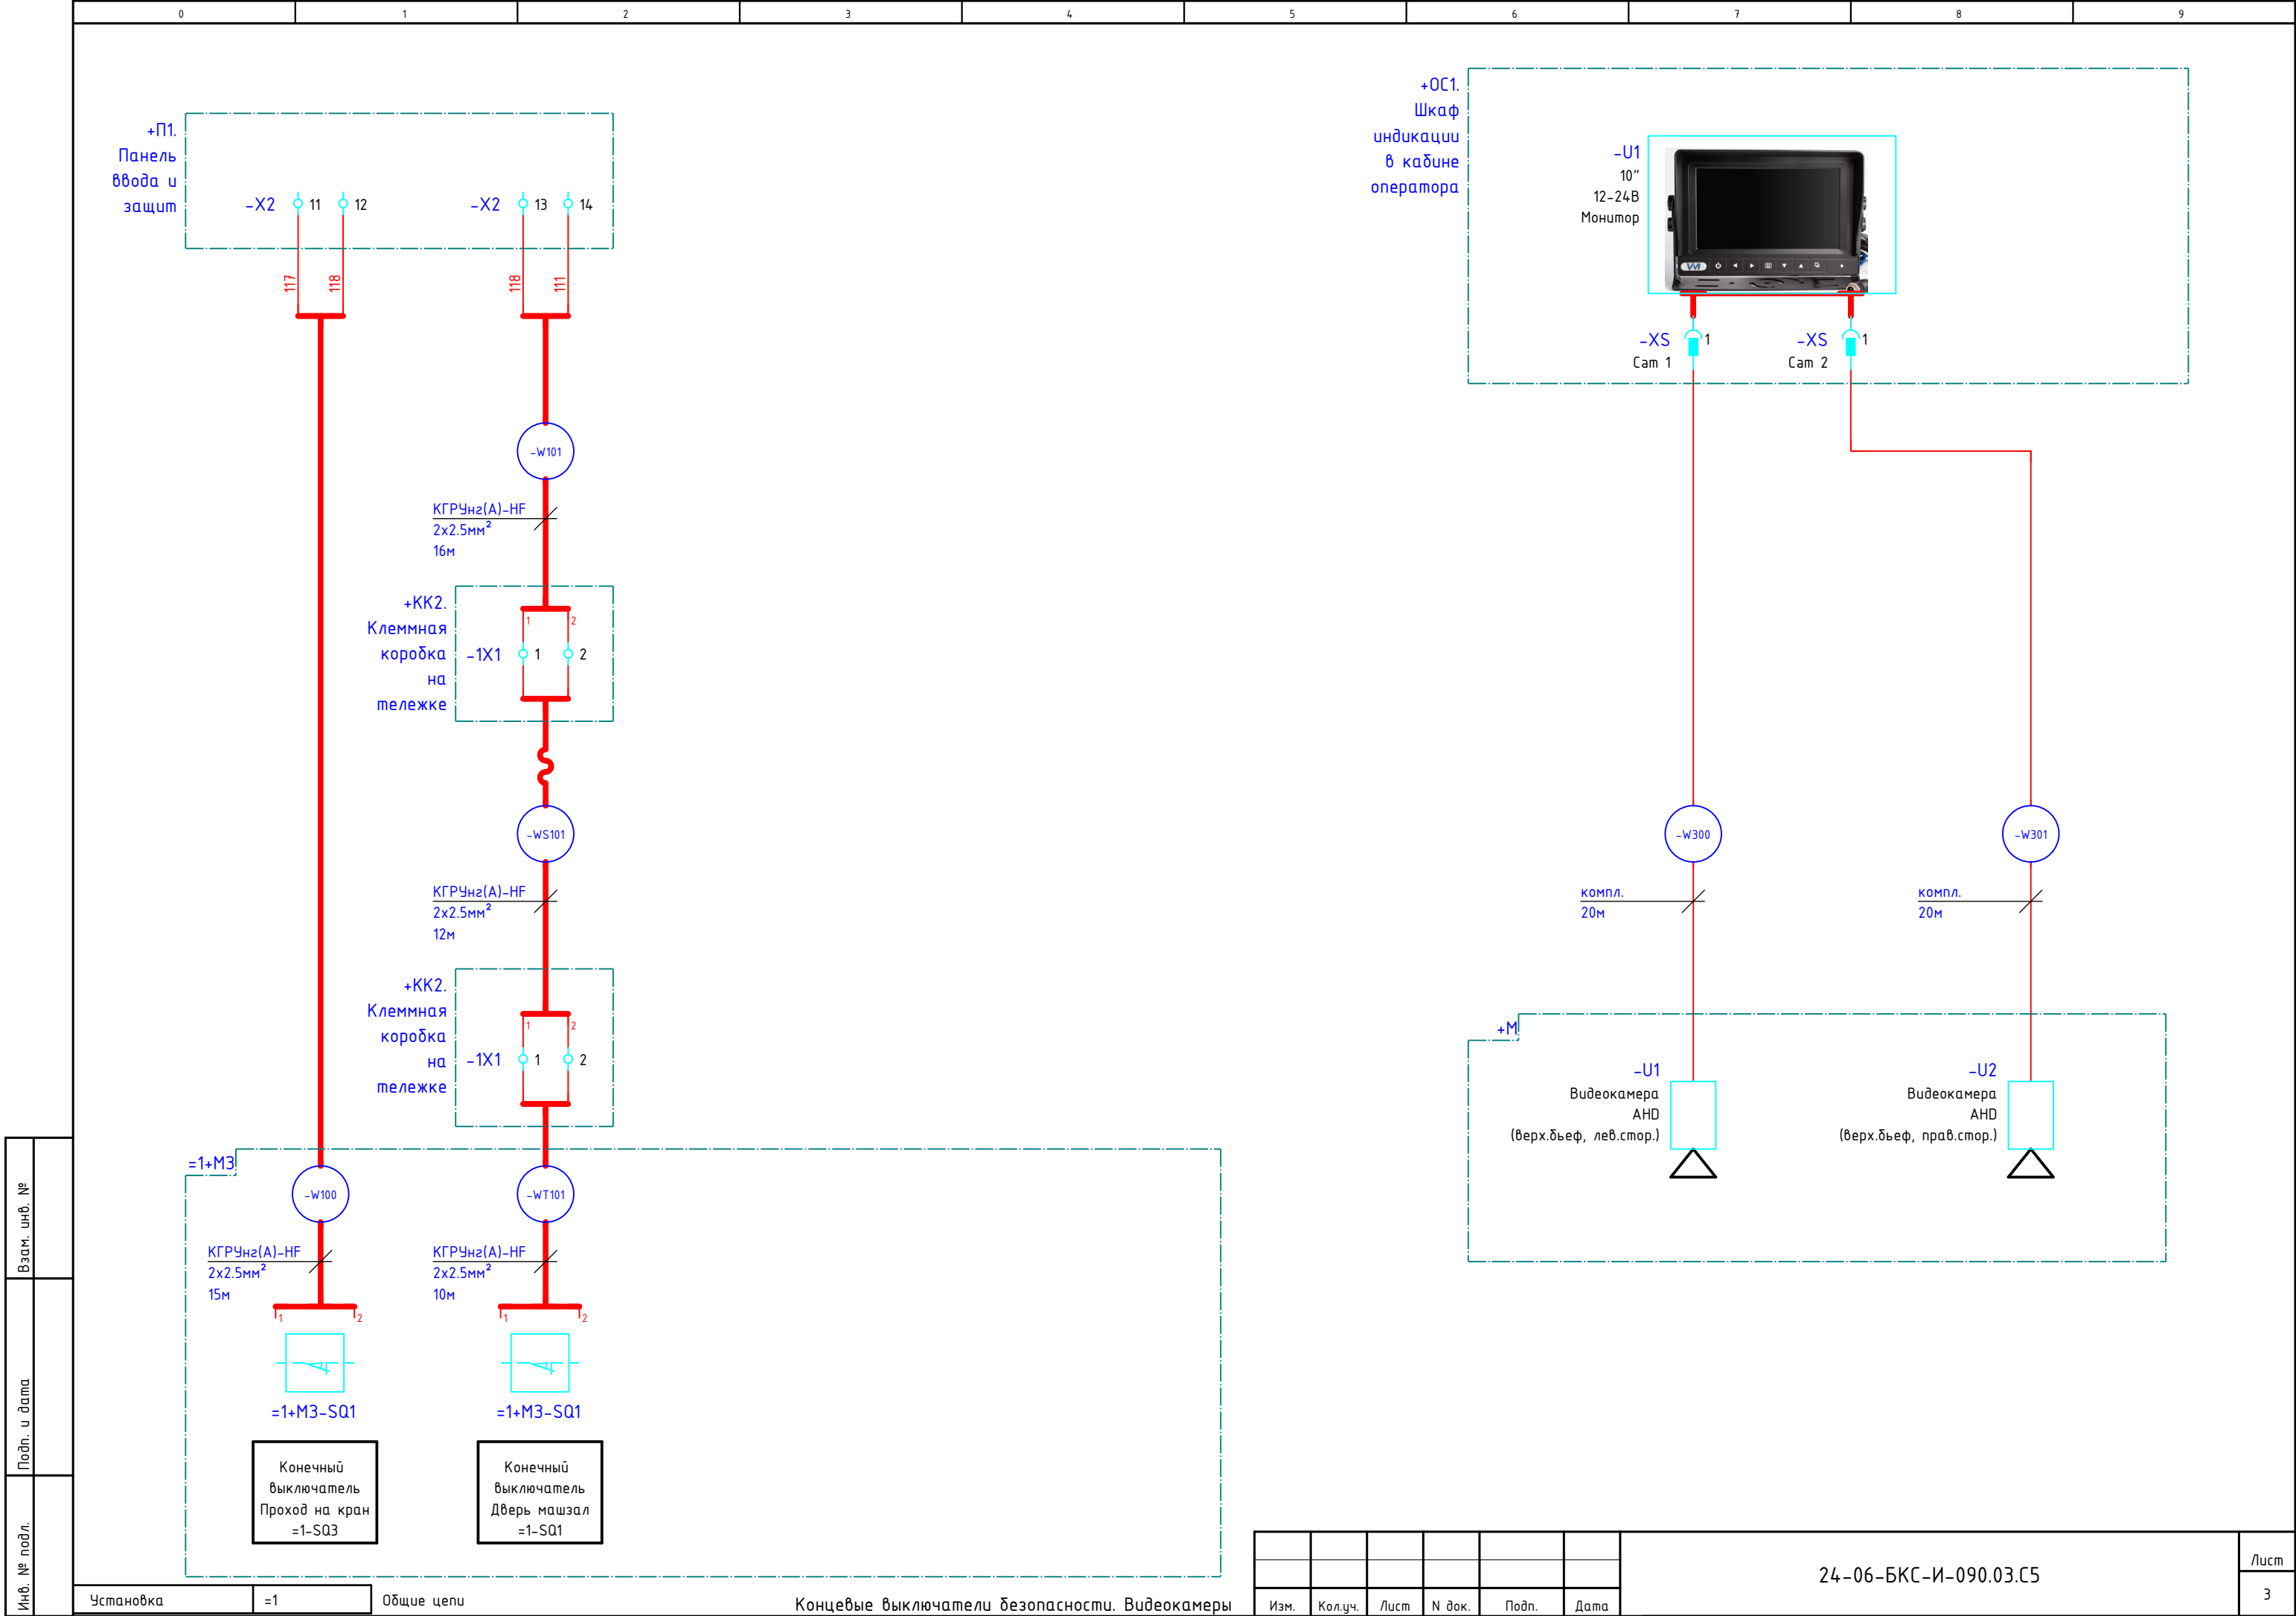 0 1 2 3 4 5 6 7 8 9
+П1.
Панель
ввода и
защит
-X2 11 12
-X2 13 14
117 118
118 111
-W101
КГРУнг(А)-HF
2x2.5мм²
16м
+КК2.
Клеммная
коробка
на
тележке
1 2
-1X1 1 2
-WS101
КГРУнг(А)-HF
2x2.5мм²
12м
+КК2.
Клеммная
коробка
на
тележке
1 2
-1X1 1 2
=1+М3
-W100
КГРУнг(А)-HF
2x2.5мм²
15м
1 2
=1+М3-SQ1
Конечный
выключатель
Проход на кран
=1-SQ3
-WT101
КГРУнг(А)-HF
2x2.5мм²
10м
1 2
=1+М3-SQ1
Конечный
выключатель
Дверь машзал
=1-SQ1
+ОС1.
Шкаф
индикации
в кабине
оператора
-U1
10"
12-24В
Монитор
VM
-XS 1
Cam 1
-XS 1
Cam 2
-W300
компл.
20м
-W301
компл.
20м
+М
-U1
Видеокамера
AHD
(верх.бьеф, лев.стор.)
-U2
Видеокамера
AHD
(верх.бьеф, прав.стор.)
Взам. инв. №
Подп. и дата
Инв. № подл.
Установка =1 Общие цепи
Концевые выключатели безопасности. Видеокамеры
Изм. Кол.уч. Лист N док. Подп. Дата
24-06-БКС-И-090.03.С5
Лист
3